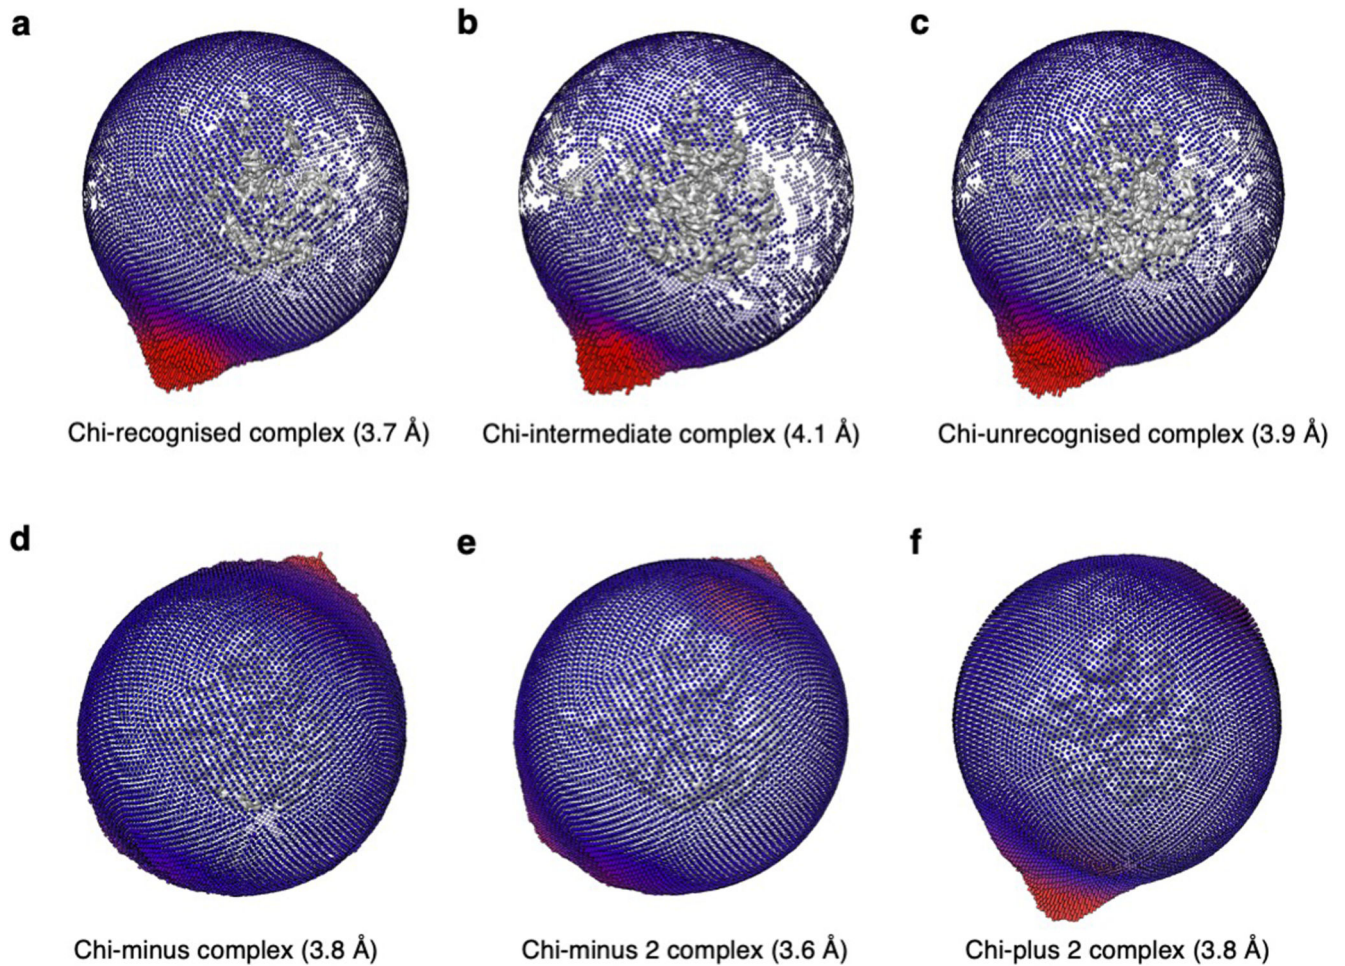 a
b
c
Chi-recognised complex (3.7 Å)
Chi-intermediate complex (4.1 Å)
Chi-unrecognised complex (3.9 Å)
d
e
f
Chi-minus complex (3.8 Å)
Chi-minus 2 complex (3.6 Å)
Chi-plus 2 complex (3.8 Å)